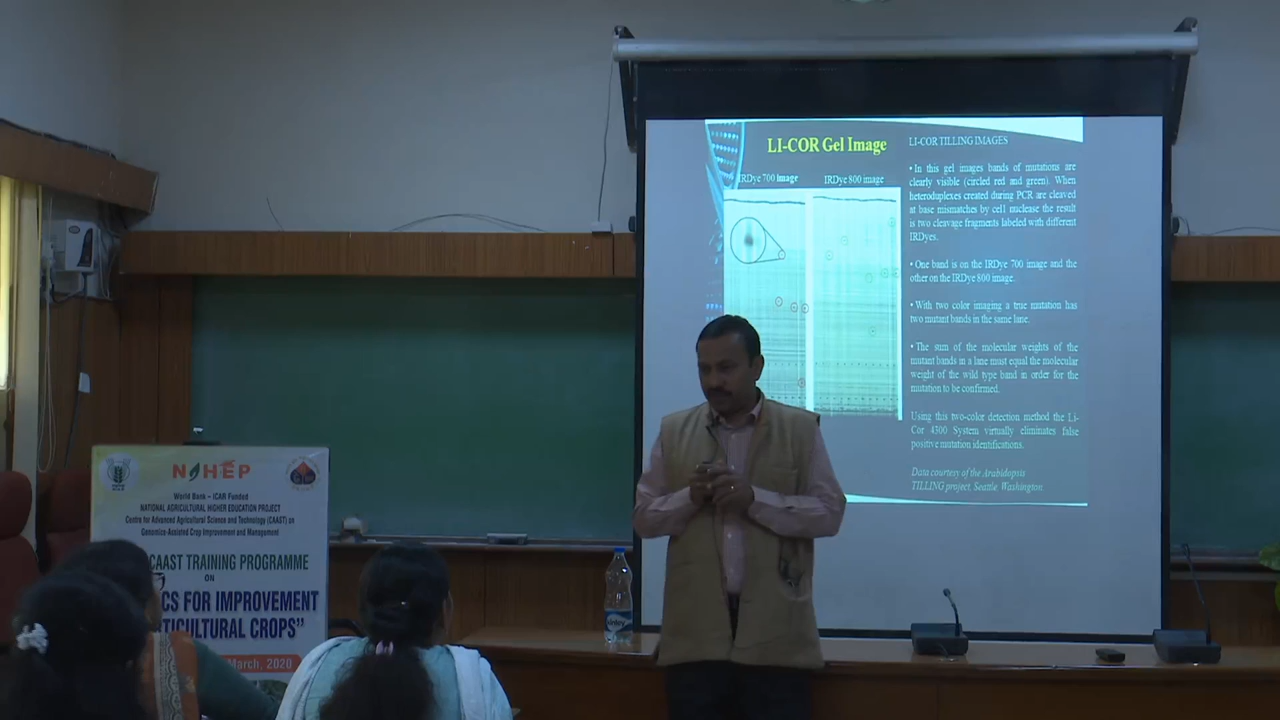 LI-COR Gel Image
IRDye 700 image
IRDye 800 image
LI-COR TILLING IMAGES
• In this gel images bands of mutations are
clearly visible (circled red and green). When
heteroduplexes created during PCR are cleaved
at base mismatches by cell nuclease the result
is two cleavage fragments labeled with different
IRDyes.
• One band is on the IRDye 700 image and the
other on the IRDye 800 image.
• With two color imaging a true mutation has
two mutant bands in the same lane.
• The sum of the molecular weights of the
mutant bands in a lane must equal the molecular
weight of the wild type band in order for the
mutation to be confirmed.
Using this two-color detection method the Li-
Cor 4300 System virtually eliminates false
positive mutation identifications.
Data courtesy of the Arabidopsis
TILLING project, Seattle, Washington.
NAHEP
World Bank – ICAR Funded
NATIONAL AGRICULTURAL HIGHER EDUCATION PROJECT
Centre for Advanced Agricultural Science and Technology (CAAST) on
Genomics-Assisted Crop Improvement and Management
CAAST TRAINING PROGRAMME
ON
CS FOR IMPROVEMENT
TICULTURAL CROPS”
March, 2020